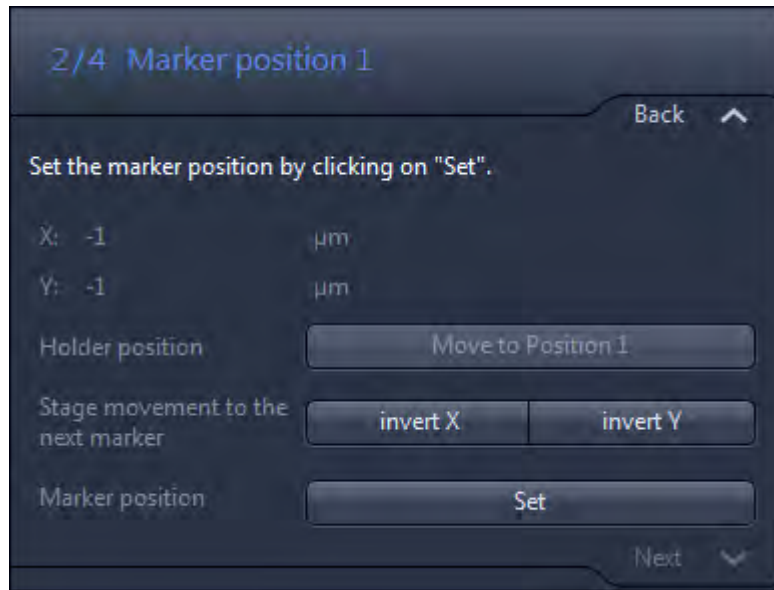 2/4 Marker position 1
Back
Set the marker position by clicking on "Set".
X: -1 µm
Y: -1 µm
Holder position Move to Position 1
Stage movement to the
next marker invert X invert Y
Marker position Set
Next